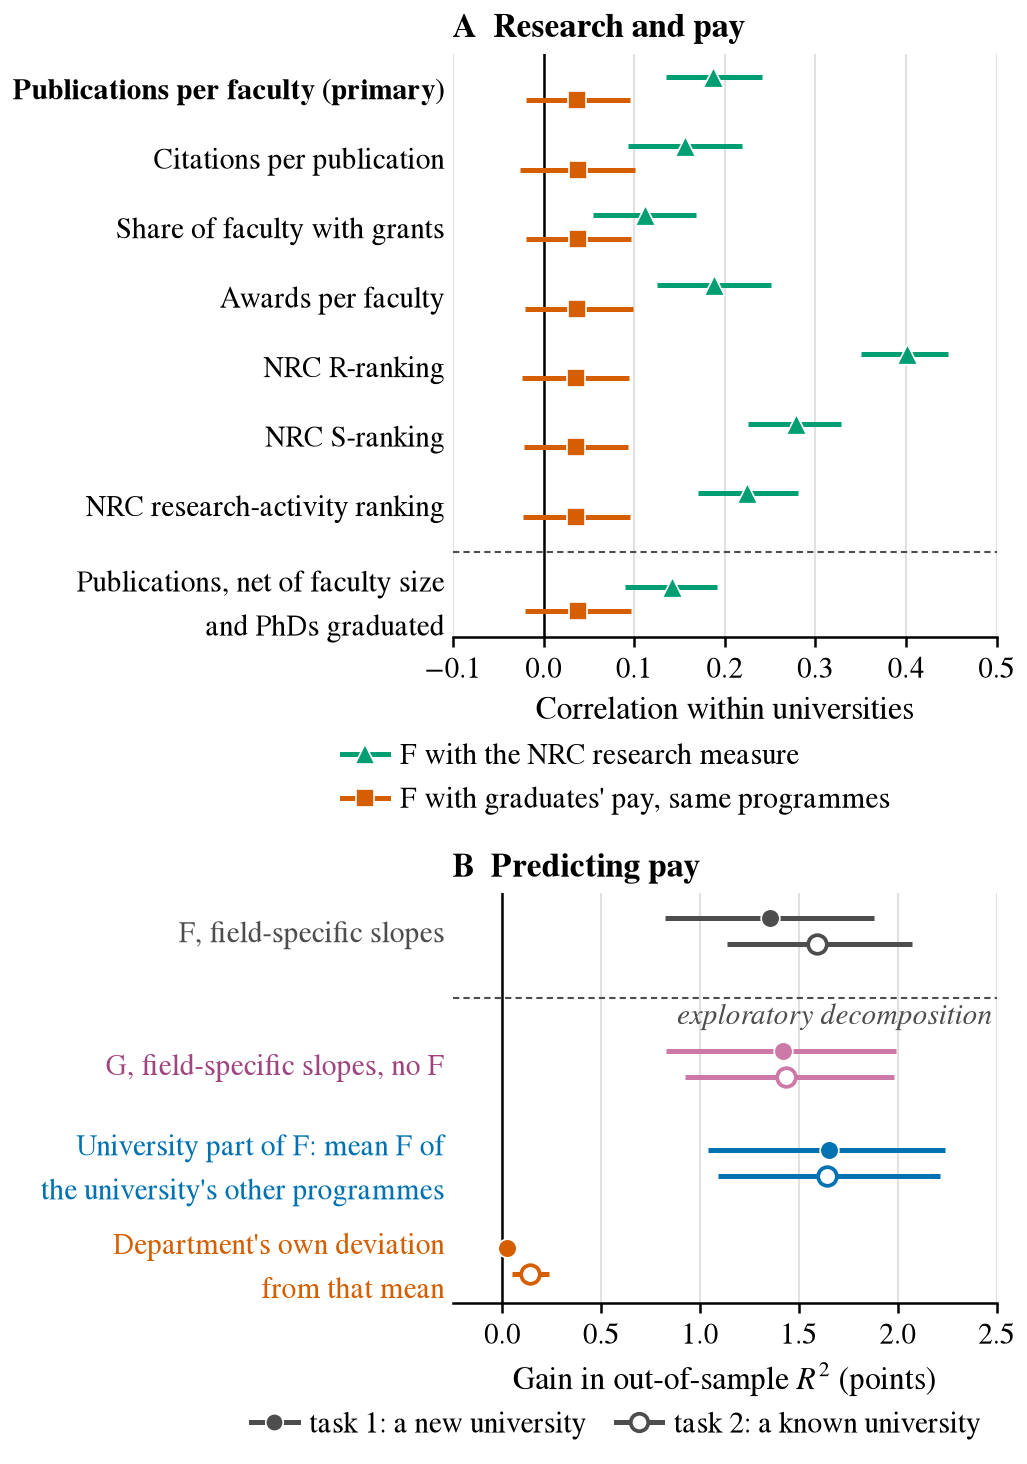 A Research and pay
Publications per faculty (primary)
Citations per publication
Share of faculty with grants
Awards per faculty
NRC R-ranking
NRC S-ranking
NRC research-activity ranking
Publications, net of faculty size
and PhDs graduated
−0.1 0.0 0.1 0.2 0.3 0.4 0.5
Correlation within universities
F with the NRC research measure
F with graduates' pay, same programmes
B Predicting pay
F, field-specific slopes
exploratory decomposition
G, field-specific slopes, no F
University part of F: mean F of
the university's other programmes
Department's own deviation
from that mean
0.0 0.5 1.0 1.5 2.0 2.5
Gain in out-of-sample R² (points)
task 1: a new university task 2: a known university